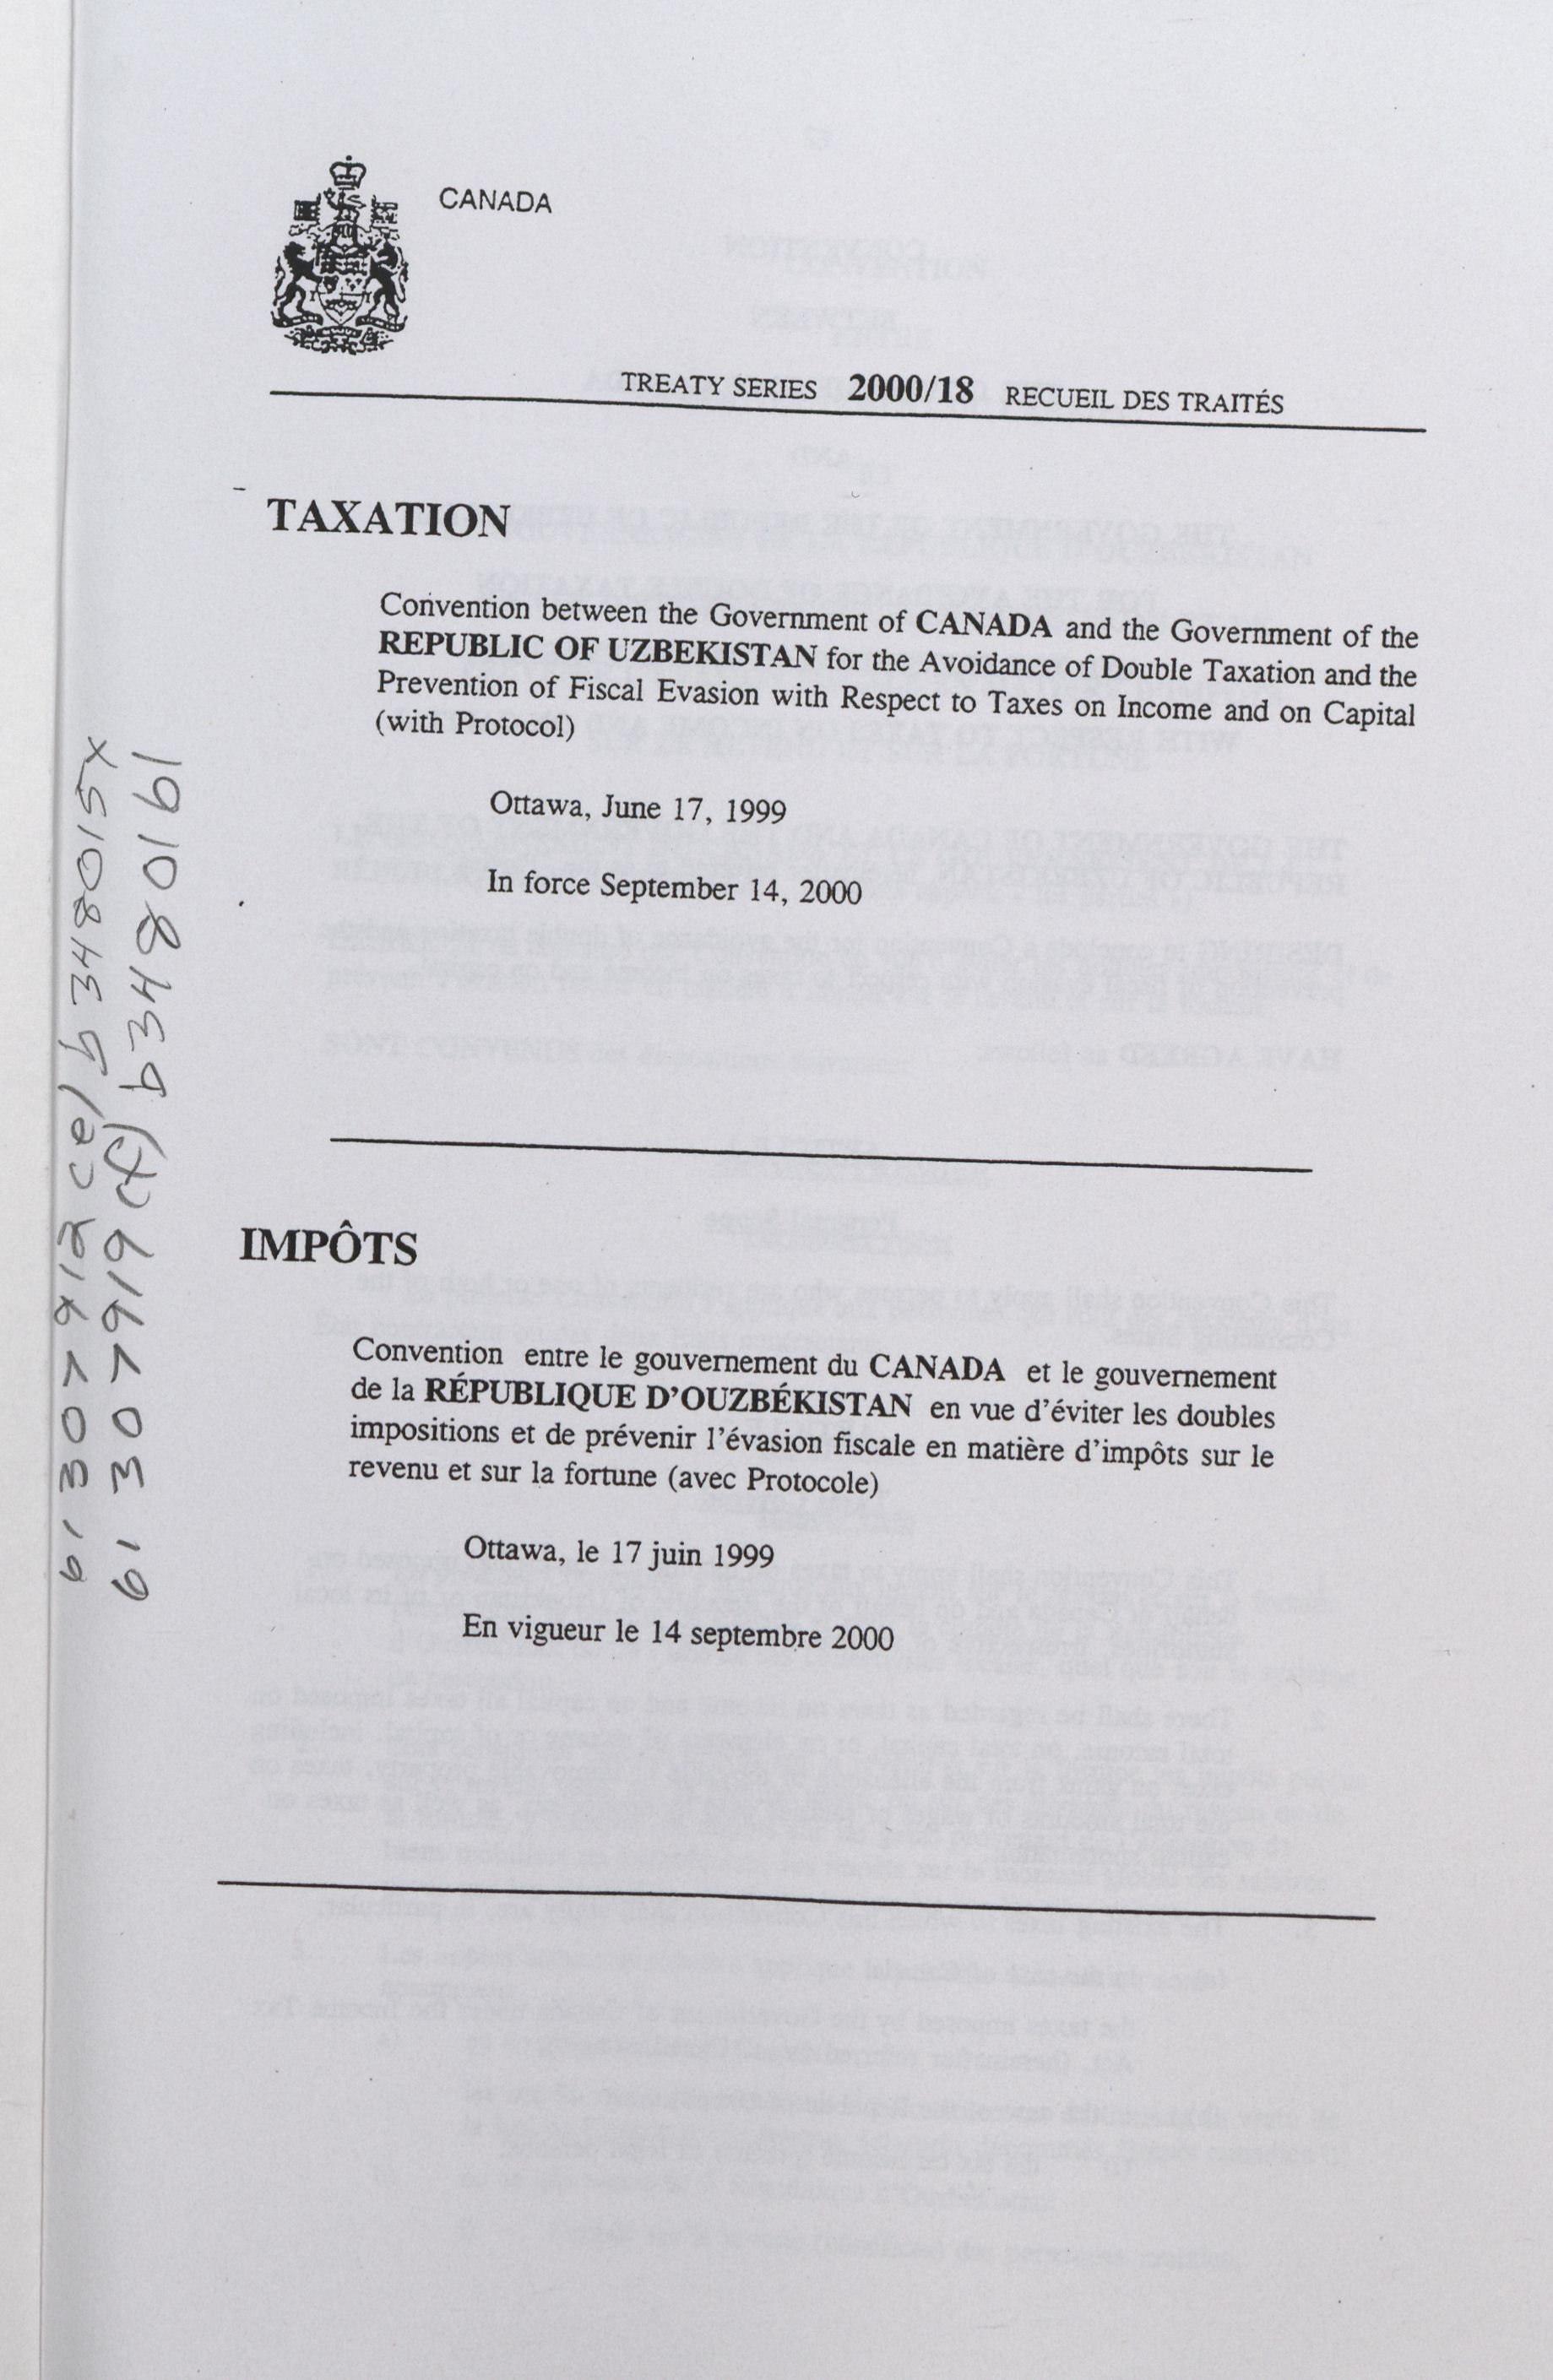 CANADA
TREATY SERIES 2000/18 RECUEIL DES TRAITÉS
TAXATION
Convention between the Government of CANADA and the Government of the
REPUBLIC OF UZBEKISTAN for the Avoidance of Double Taxation and the
Prevention of Fiscal Evasion with Respect to Taxes on Income and on Capital
(with Protocol)
Ottawa, June 17, 1999
In force September 14, 2000
IMPÔTS
Convention entre le gouvernement du CANADA et le gouvernement
de la RÉPUBLIQUE D'OUZBÉKISTAN en vue d'éviter les doubles
impositions et de prévenir l'évasion fiscale en matière d'impôts sur le
revenu et sur la fortune (avec Protocole)
Ottawa, le 17 juin 1999
En vigueur le 14 septembre 2000
b348015x
61307919 (f) b3480161